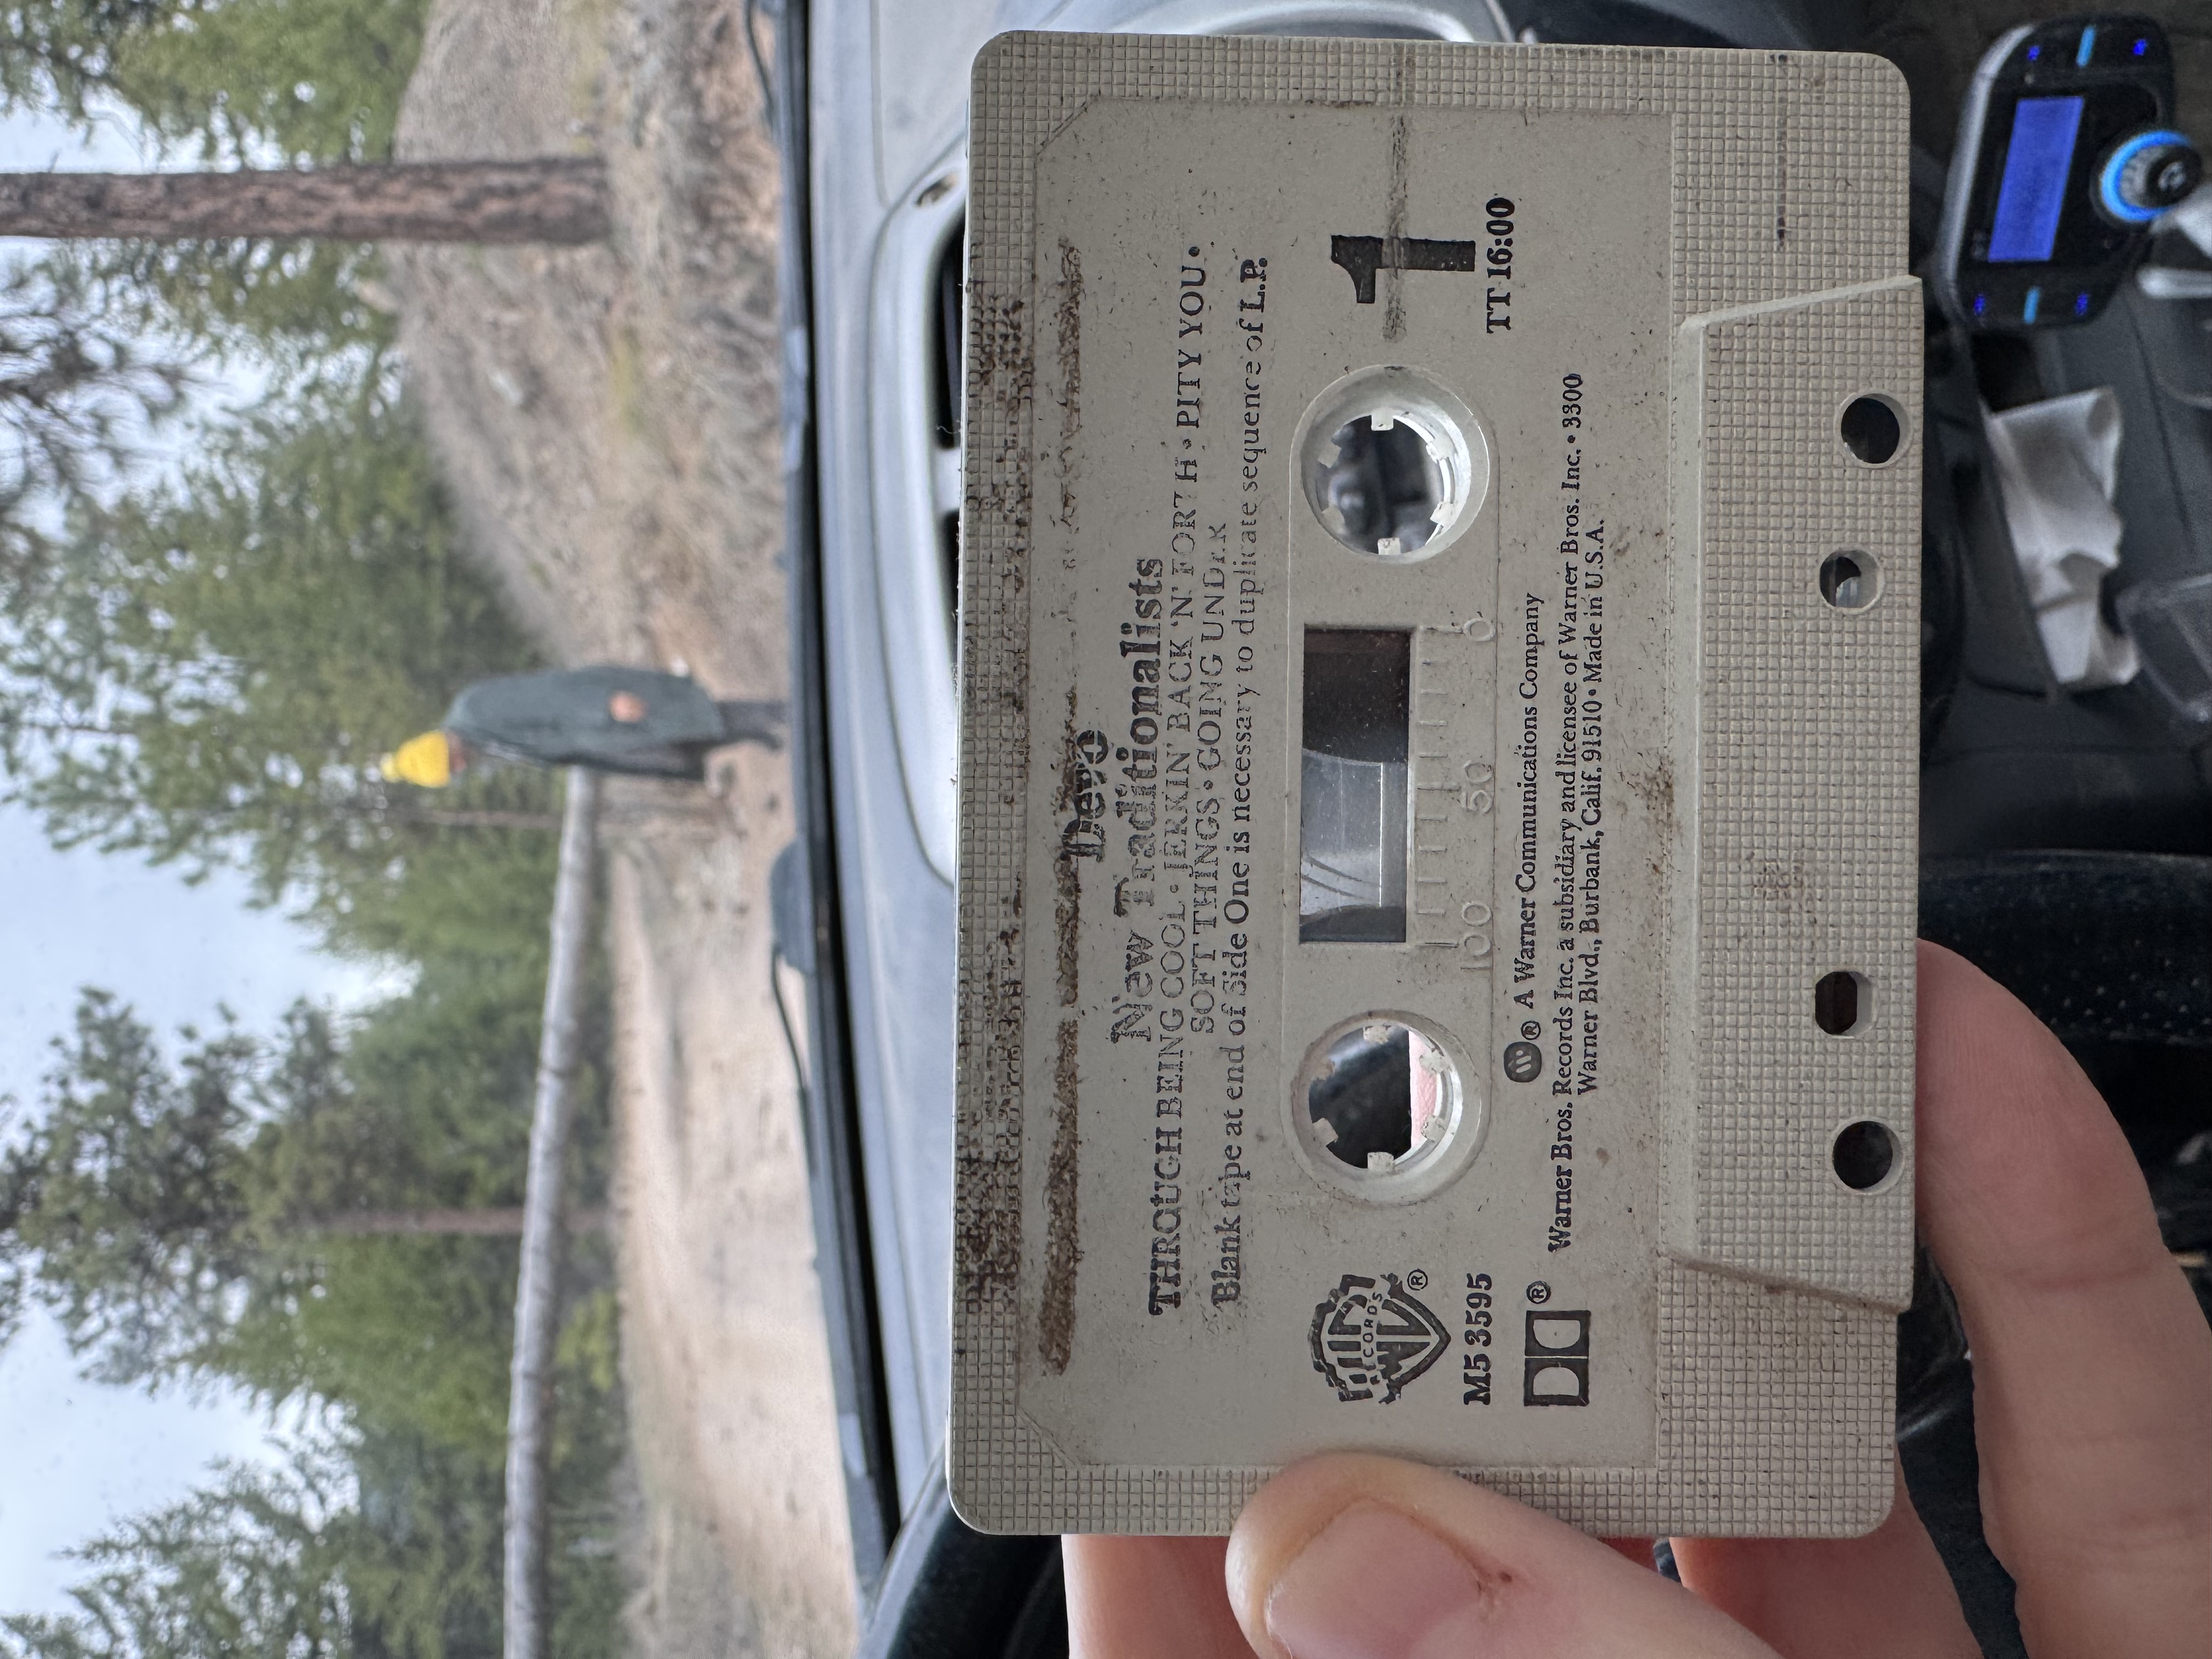 Devo
New Traditionalists
THROUGH BEING COOL • JERKIN' BACK 'N' FORTH • PITY YOU •
SOFT THINGS • GOING UNDER
Blank tape at end of Side One is necessary to duplicate sequence of L.P.
1
TT 16:00
RECORDS
®
M5 3595
100 50 0
® A Warner Communications Company
Warner Bros. Records Inc. a subsidiary and licensee of Warner Bros. Inc. • 3300
Warner Blvd., Burbank, Calif. 91510 • Made in U.S.A.
®